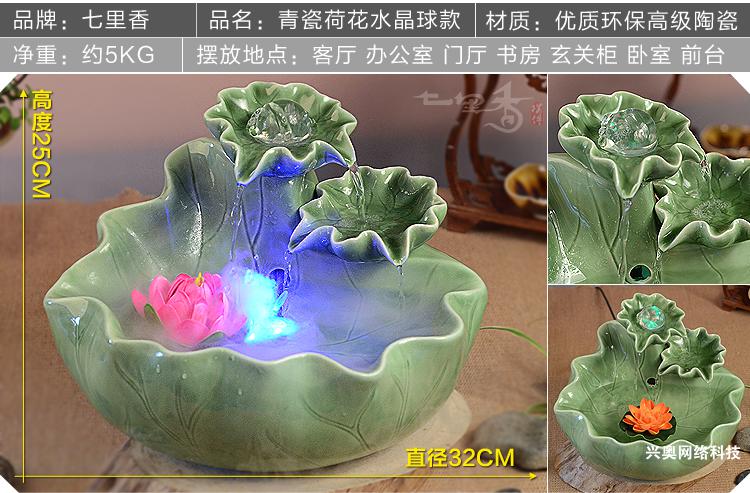 品牌：七里香
品名：青瓷荷花水晶球款
材质：优质环保高级陶瓷
净重：约5KG
摆放地点：客厅 办公室 门厅 书房 玄关柜 卧室 前台
高度25CM
七里香
直径32CM
兴奥网络科技